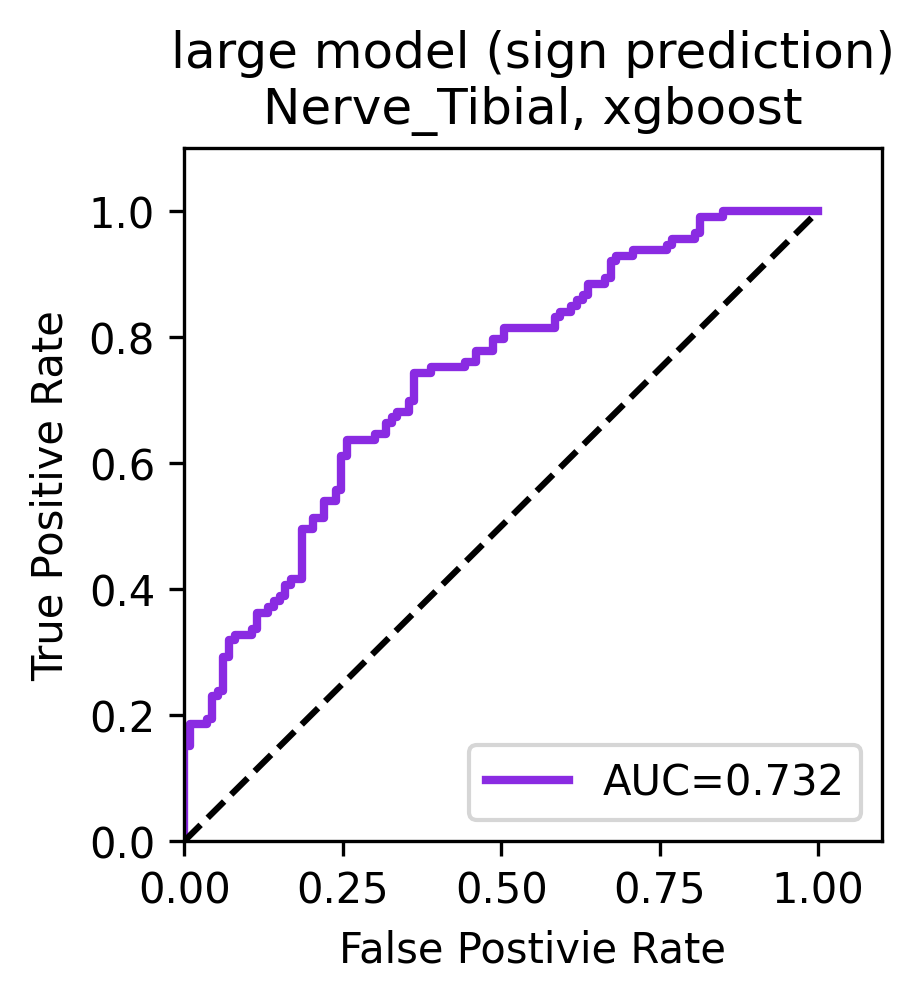 large model (sign prediction)
Nerve_Tibial, xgboost
1.0
0.8
0.6
0.4
0.2
0.0
True Positive Rate
AUC=0.732
0.00 0.25 0.50 0.75 1.00
False Postivie Rate